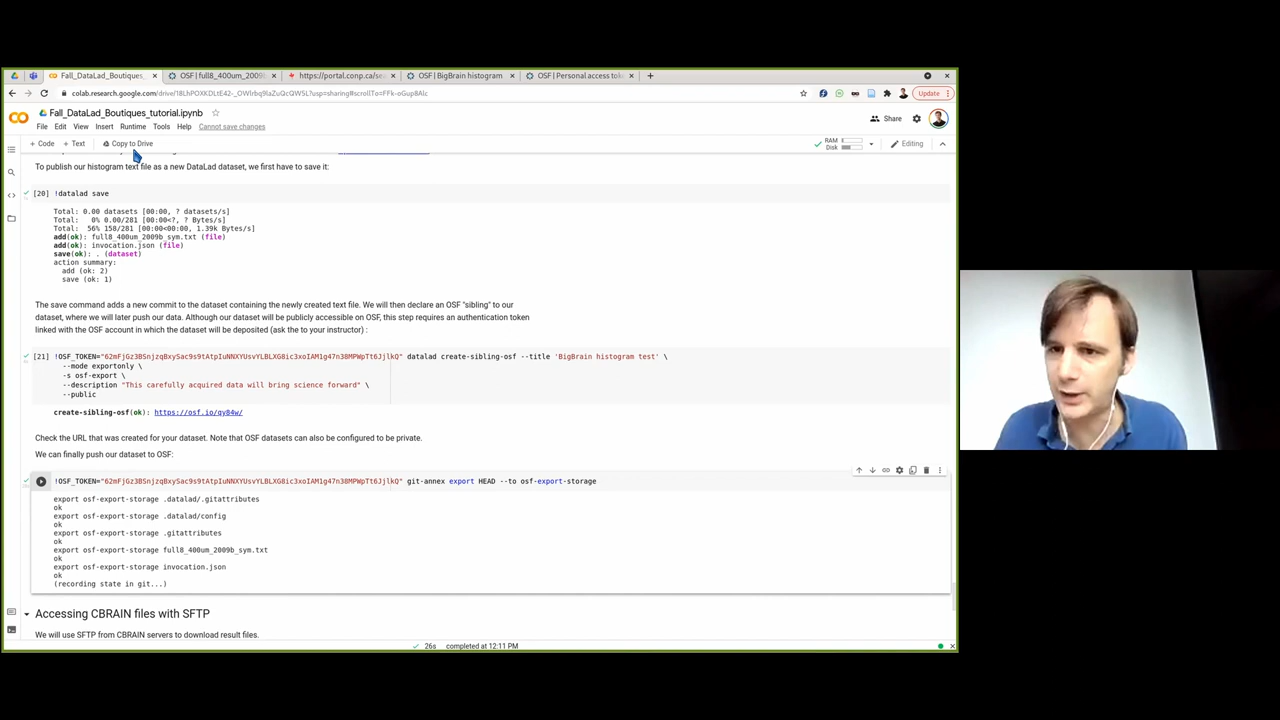 Fall_DataLad_Boutiques_
OSF | full8_400um_2009b
https://portal.conp.ca/se
OSF | BigBrain histogram
OSF | Personal access tok
colab.research.google.com/drive/
Update
Fall_DataLad_Boutiques_tutorial.ipynb
File Edit View Insert Runtime Tools Help Cannot save changes
Share
+ Code + Text Copy to Drive
RAM
Disk
Editing
To publish our histogram text file as a new DataLad dataset, we first have to save it:
[20] !datalad save
Total: 0.00 datasets [00:00, ? datasets/s]
Total: 0% 0.00/281 [00:00<?, ? Bytes/s]
Total: 56% 158/281 [00:00<00:00, 1.39k Bytes/s]
add(ok): full8_400um_2009b_sym.txt (file)
add(ok): invocation.json (file)
save(ok): . (dataset)
action summary:
add (ok: 2)
save (ok: 1)
The save command adds a new commit to the dataset containing the newly created text file. We will then declare an OSF "sibling" to our
dataset, where we will later push our data. Although our dataset will be publicly accessible on OSF, this step requires an authentication token
linked with the OSF account in which the dataset will be deposited (ask the to your instructor) :
[21] !OSF_TOKEN= datalad create-sibling-osf --title 'BigBrain histogram test' \
--mode exportonly \
-s osf-export \
--description "This carefully acquired data will bring science forward" \
--public
create-sibling-osf(ok): https://osf.io/qy84w/
Check the URL that was created for your dataset. Note that OSF datasets can also be configured to be private.
We can finally push our dataset to OSF:
!OSF_TOKEN= git-annex export HEAD --to osf-export-storage
export osf-export-storage .datalad/.gitattributes
ok
export osf-export-storage .datalad/config
ok
export osf-export-storage .gitattributes
ok
export osf-export-storage full8_400um_2009b_sym.txt
ok
export osf-export-storage invocation.json
ok
(recording state in git...)
Accessing CBRAIN files with SFTP
We will use SFTP from CBRAIN servers to download result files.
26s completed at 12:11 PM